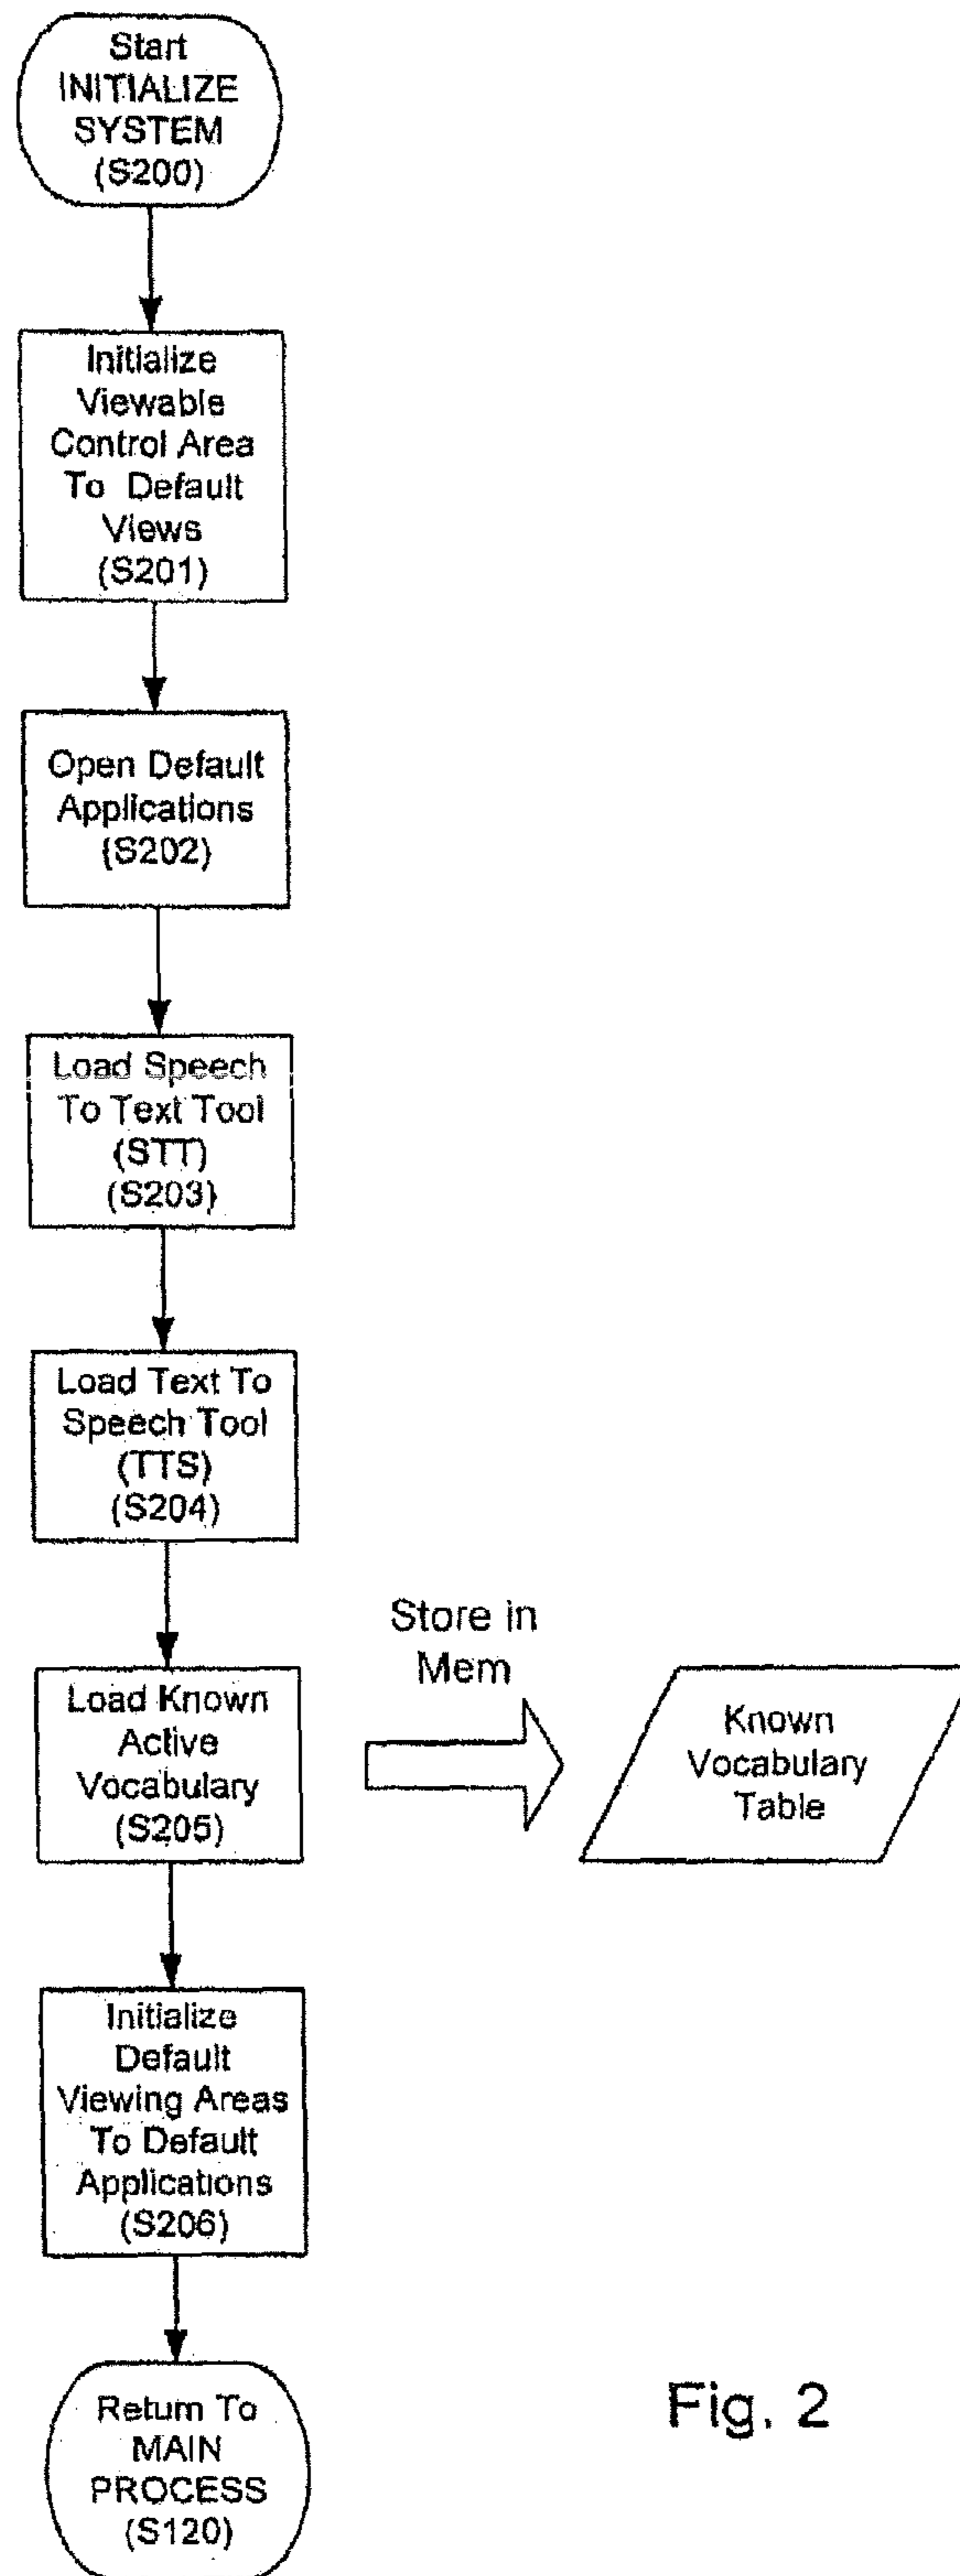 Start
INITIALIZE
SYSTEM
(S200)
Initialize
Viewable
Control Area
To Default
Views
(S201)
Open Default
Applications
(S202)
Load Speech
To Text Tool
(STT)
(S203)
Load Text To
Speech Tool
(TTS)
(S204)
Load Known
Active
Vocabulary
(S205)
Store in
Mem
Known
Vocabulary
Table
Initialize
Default
Viewing Areas
To Default
Applications
(S206)
Return To
MAIN
PROCESS
(S120)
Fig. 2